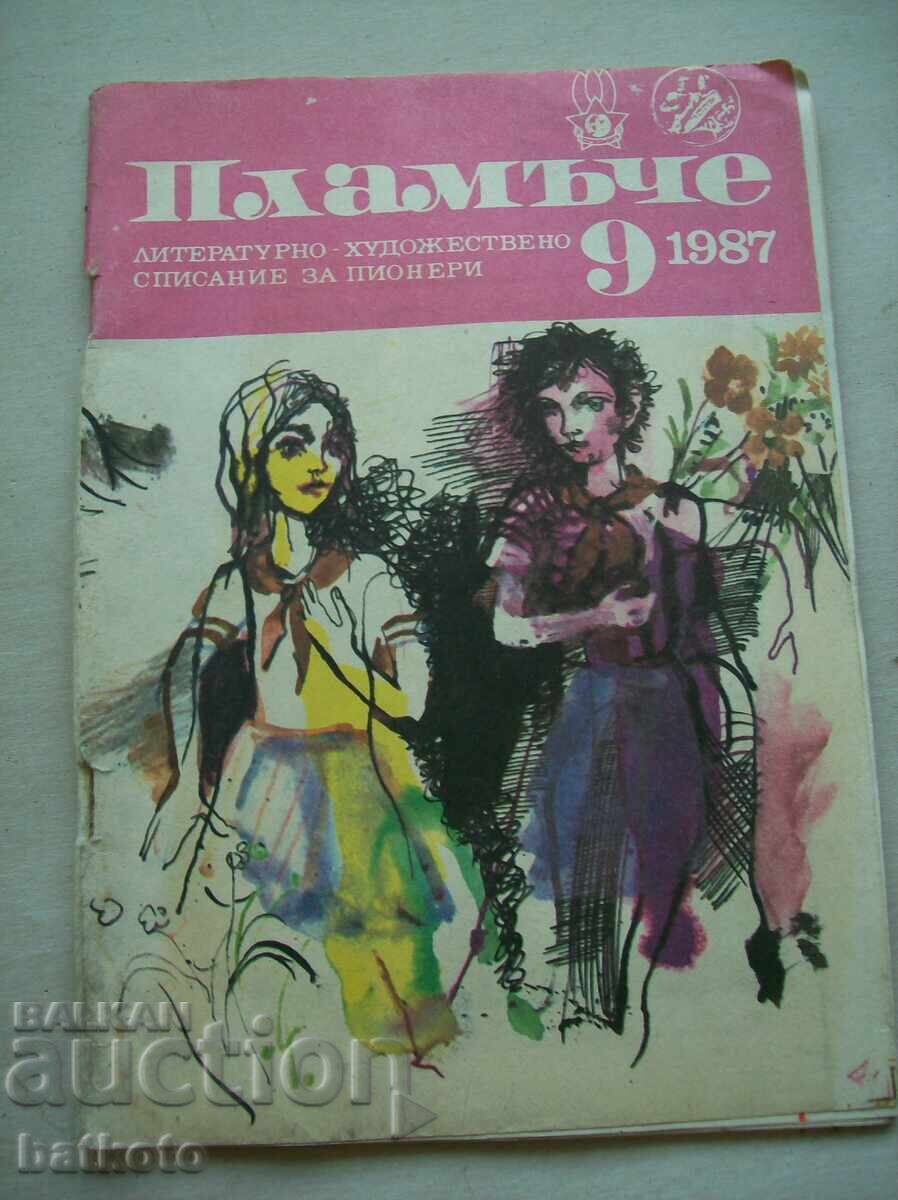 Пламъче
ЛИТЕРАТУРНО-ХУДОЖЕСТВЕНО
СПИСАНИЕ ЗА ПИОНЕРИ
9 1987
BALKAN
auction
batkoto